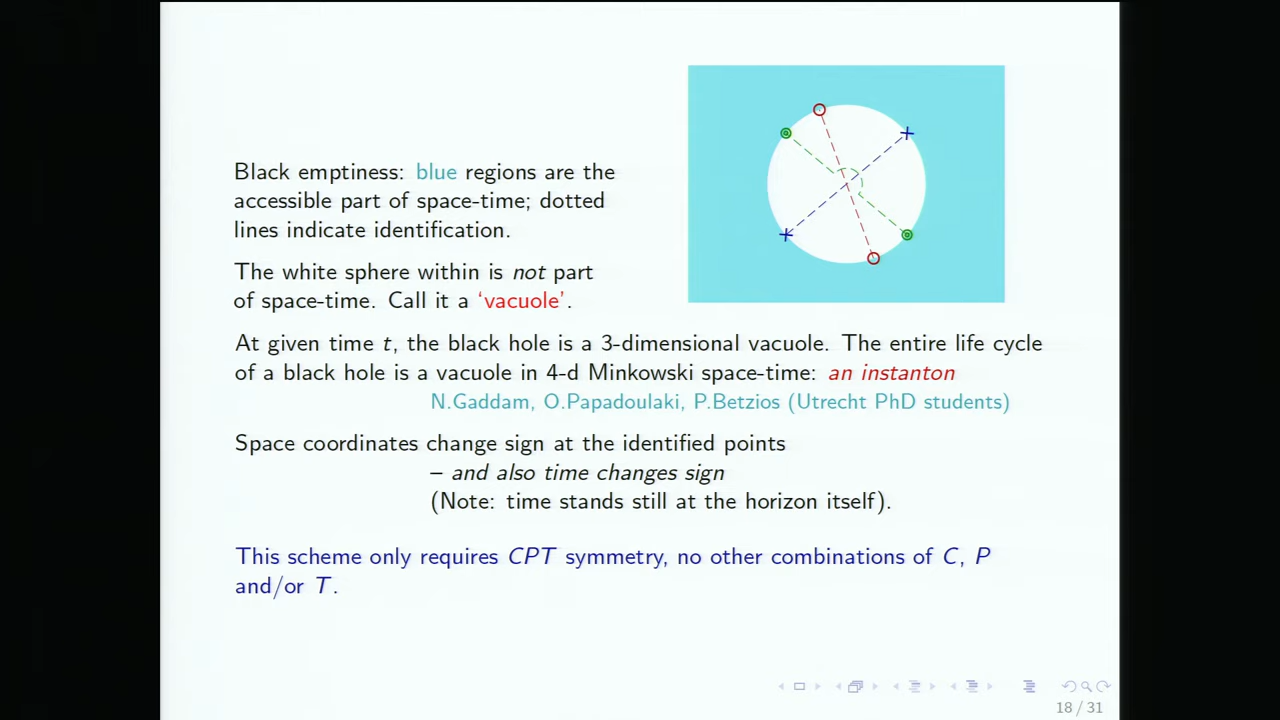 Black emptiness: blue regions are the
accessible part of space-time; dotted
lines indicate identification.
The white sphere within is not part
of space-time. Call it a ‘vacuole’.
At given time t, the black hole is a 3-dimensional vacuole. The entire life cycle
of a black hole is a vacuole in 4-d Minkowski space-time: an instanton
N.Gaddam, O.Papadoulaki, P.Betzios (Utrecht PhD students)
Space coordinates change sign at the identified points
– and also time changes sign
(Note: time stands still at the horizon itself).
This scheme only requires CPT symmetry, no other combinations of C, P
and/or T.
18 / 31